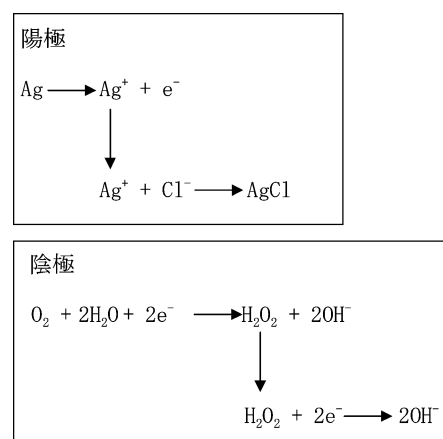 陽極
Ag ⟶ Ag⁺ + e⁻
Ag⁺ + Cl⁻ ⟶ AgCl
陰極
O₂ + 2H₂O + 2e⁻ ⟶ H₂O₂ + 2OH⁻
H₂O₂ + 2e⁻ ⟶ 2OH⁻